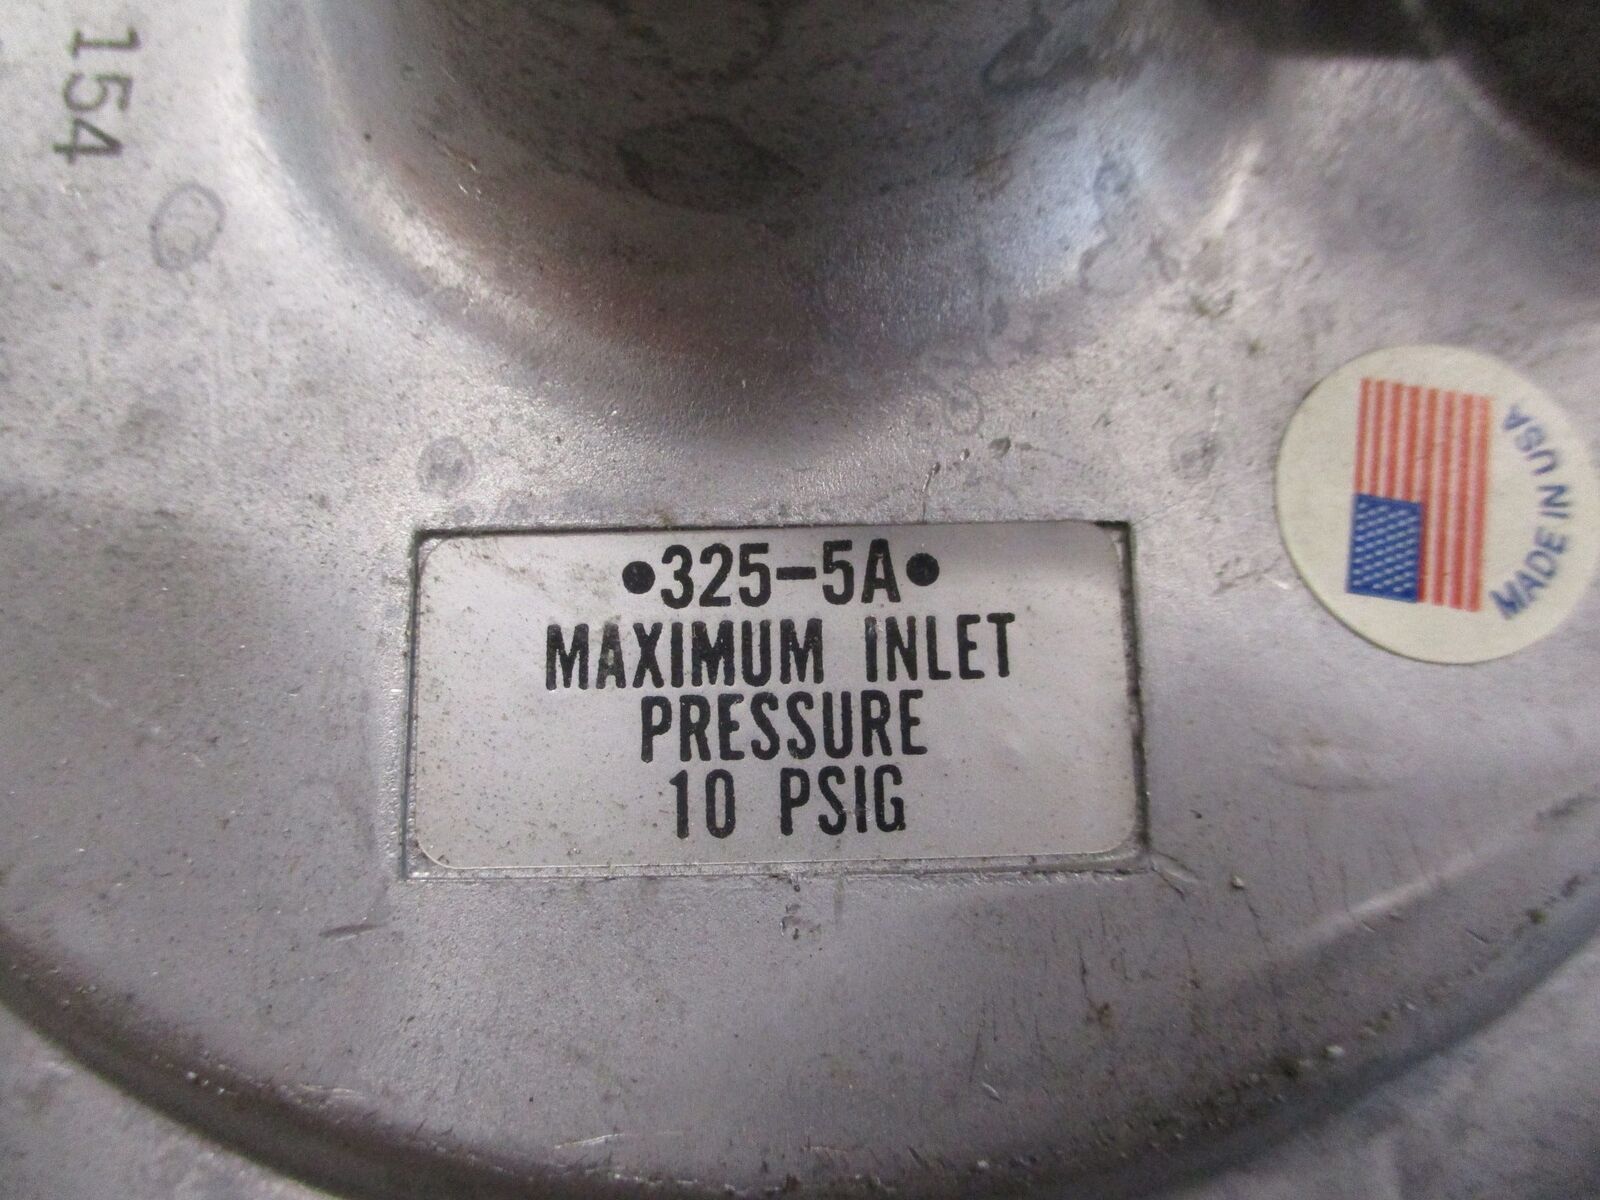 154
•325-5A•
MAXIMUM INLET
PRESSURE
10 PSIG
MADE IN USA